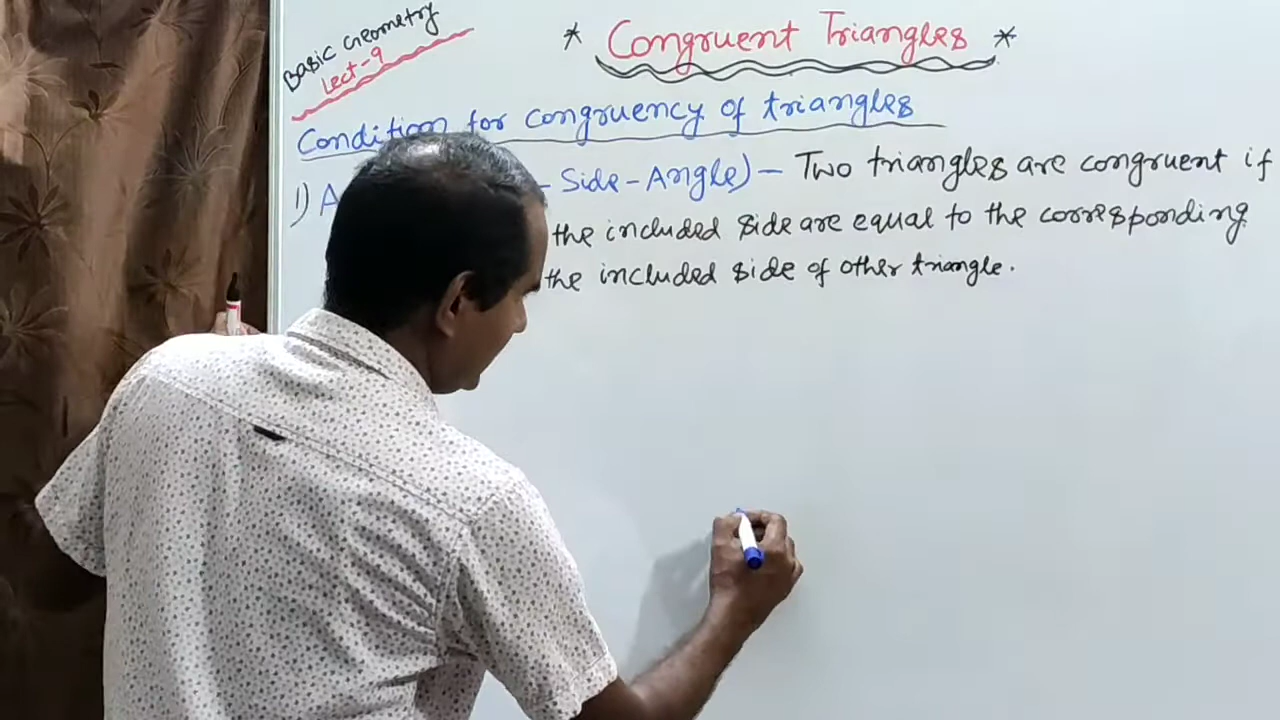 Basic Geometry
Lect-9
* Congruent Triangles *
Condition for congruency of triangles
1) A - Side - Angle) - Two triangles are congruent if
the included side are equal to the corresponding
the included side of other triangle.